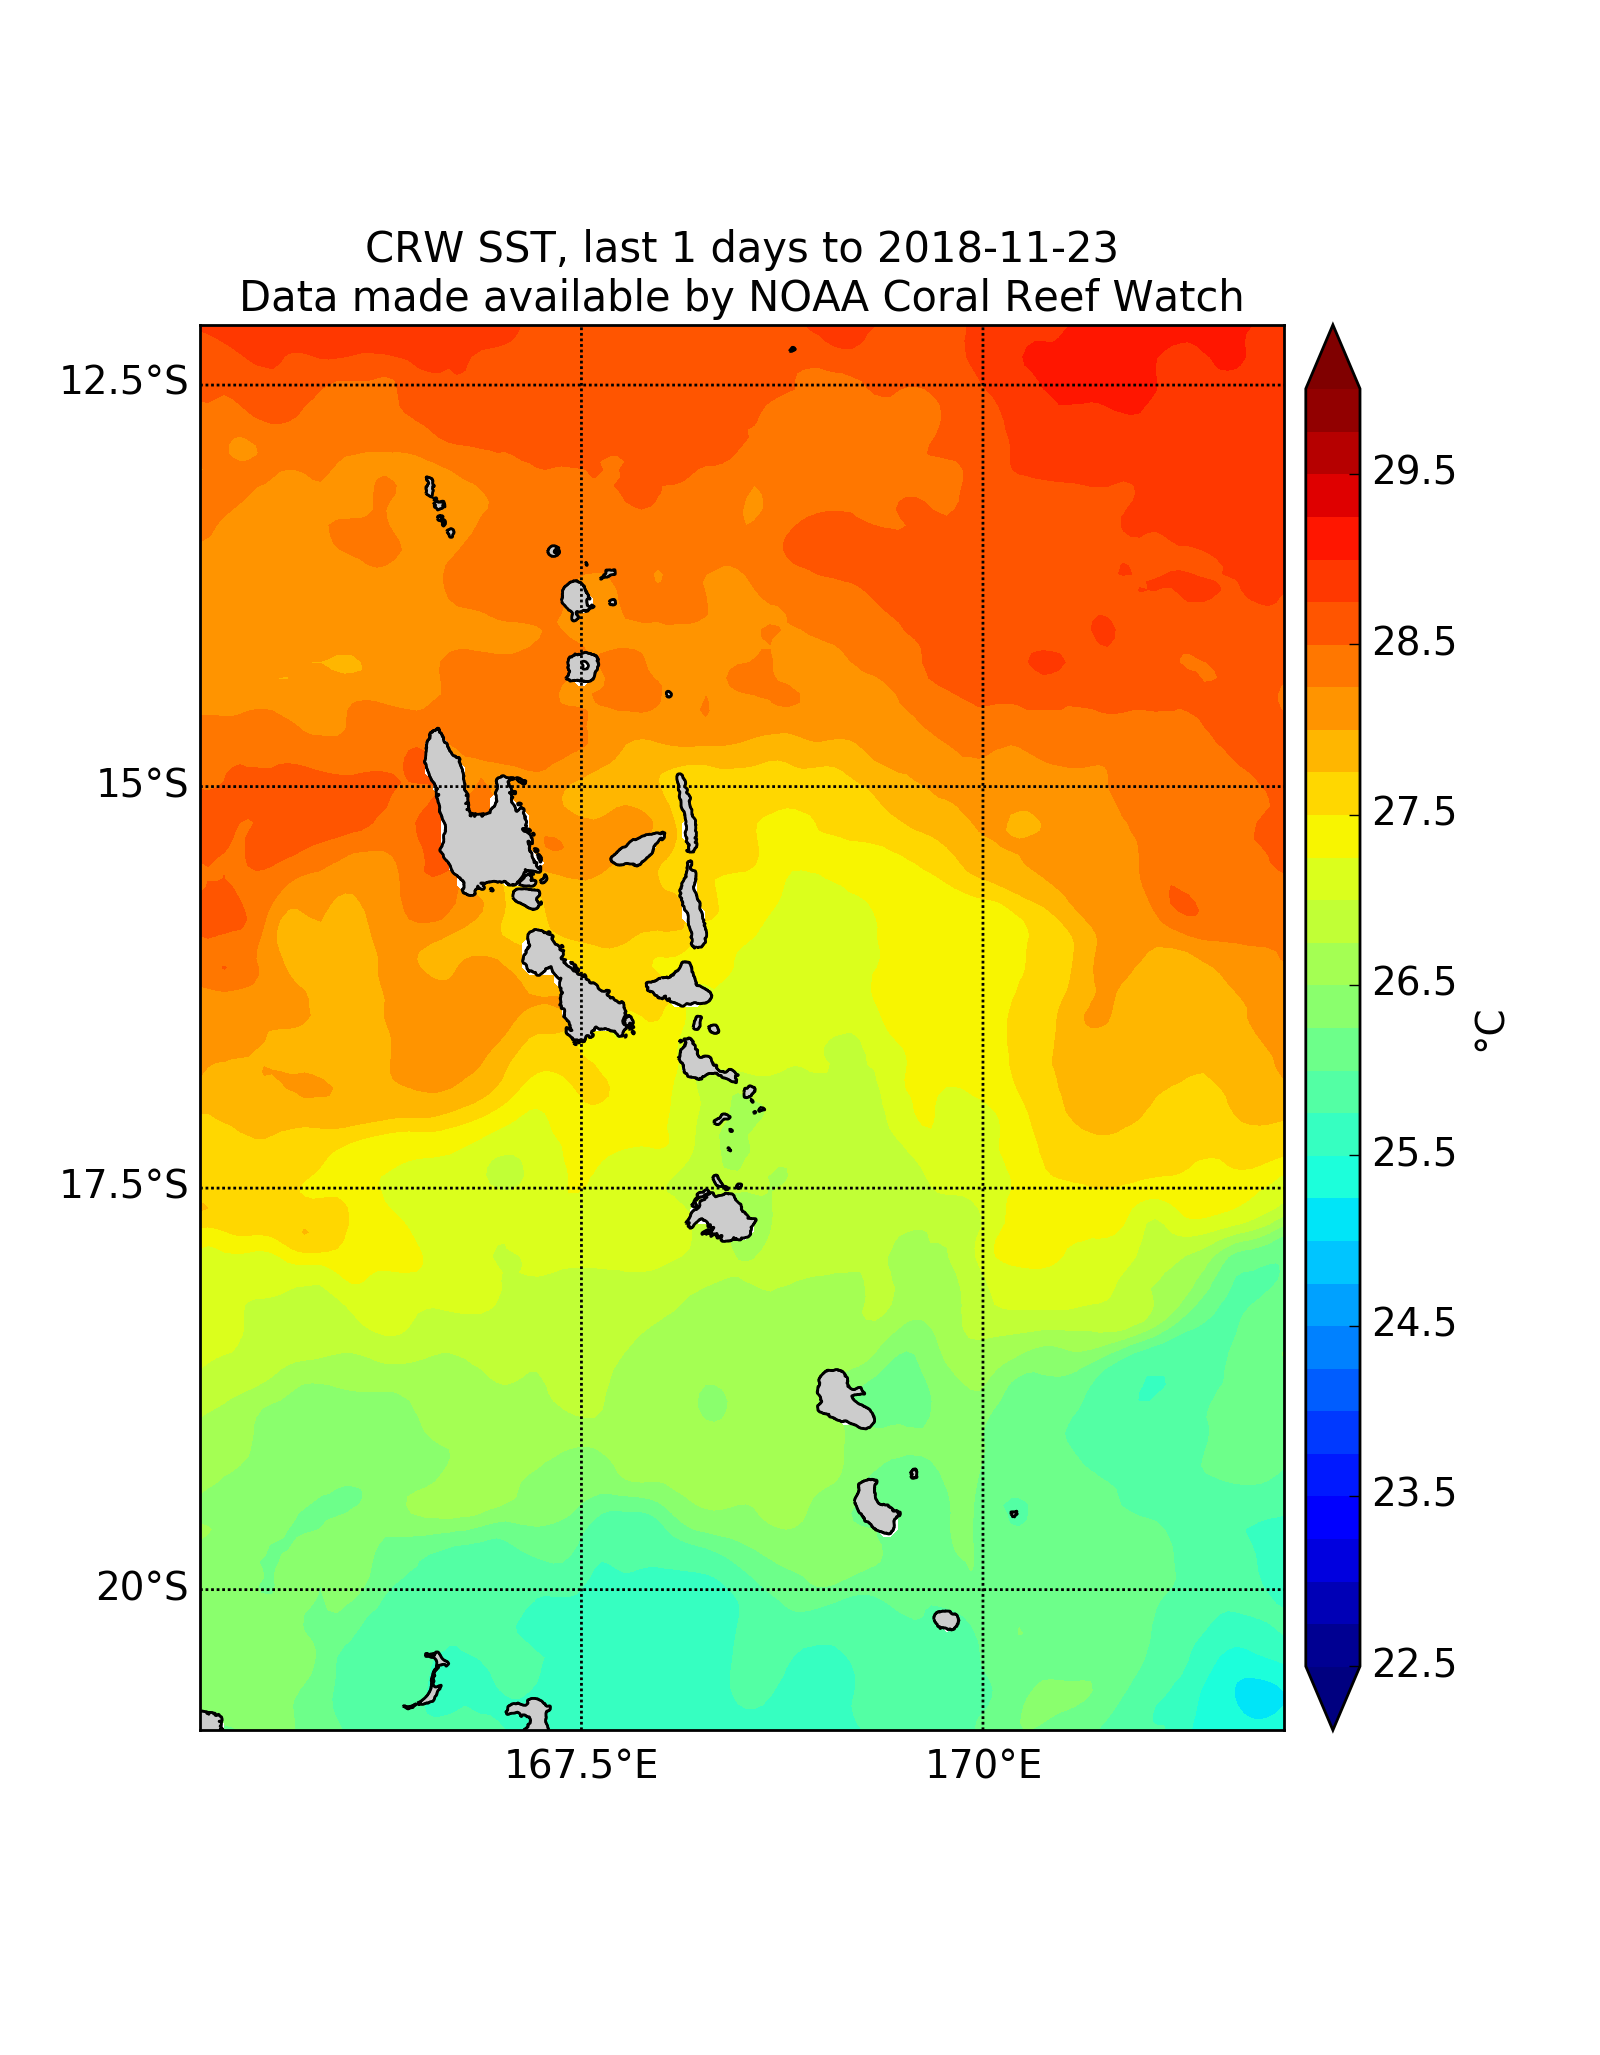 CRW SST, last 1 days to 2018-11-23
Data made available by NOAA Coral Reef Watch
12.5°S
15°S
17.5°S
20°S
167.5°E
170°E
29.5
28.5
27.5
26.5
25.5
24.5
23.5
22.5
°C